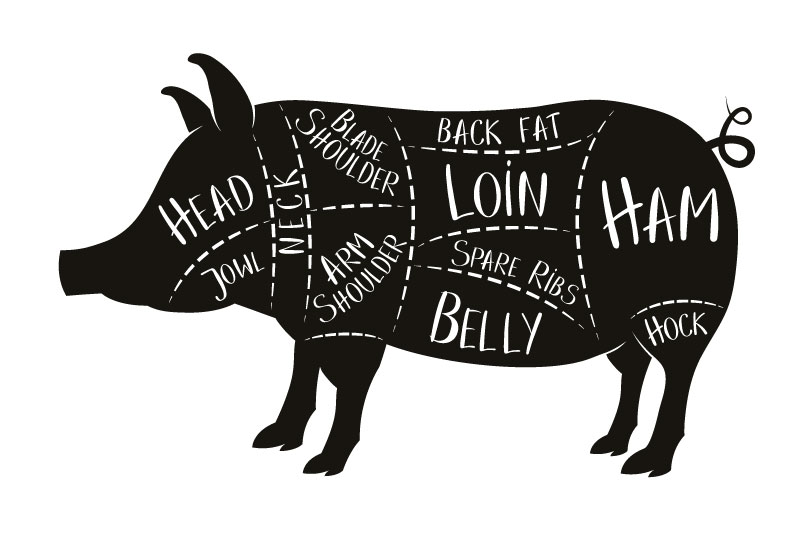 HEAD
JOWL
NECK
BLADE
SHOULDER
ARM
SHOULDER
BACK FAT
LOIN
SPARE RIBS
BELLY
HAM
HOCK